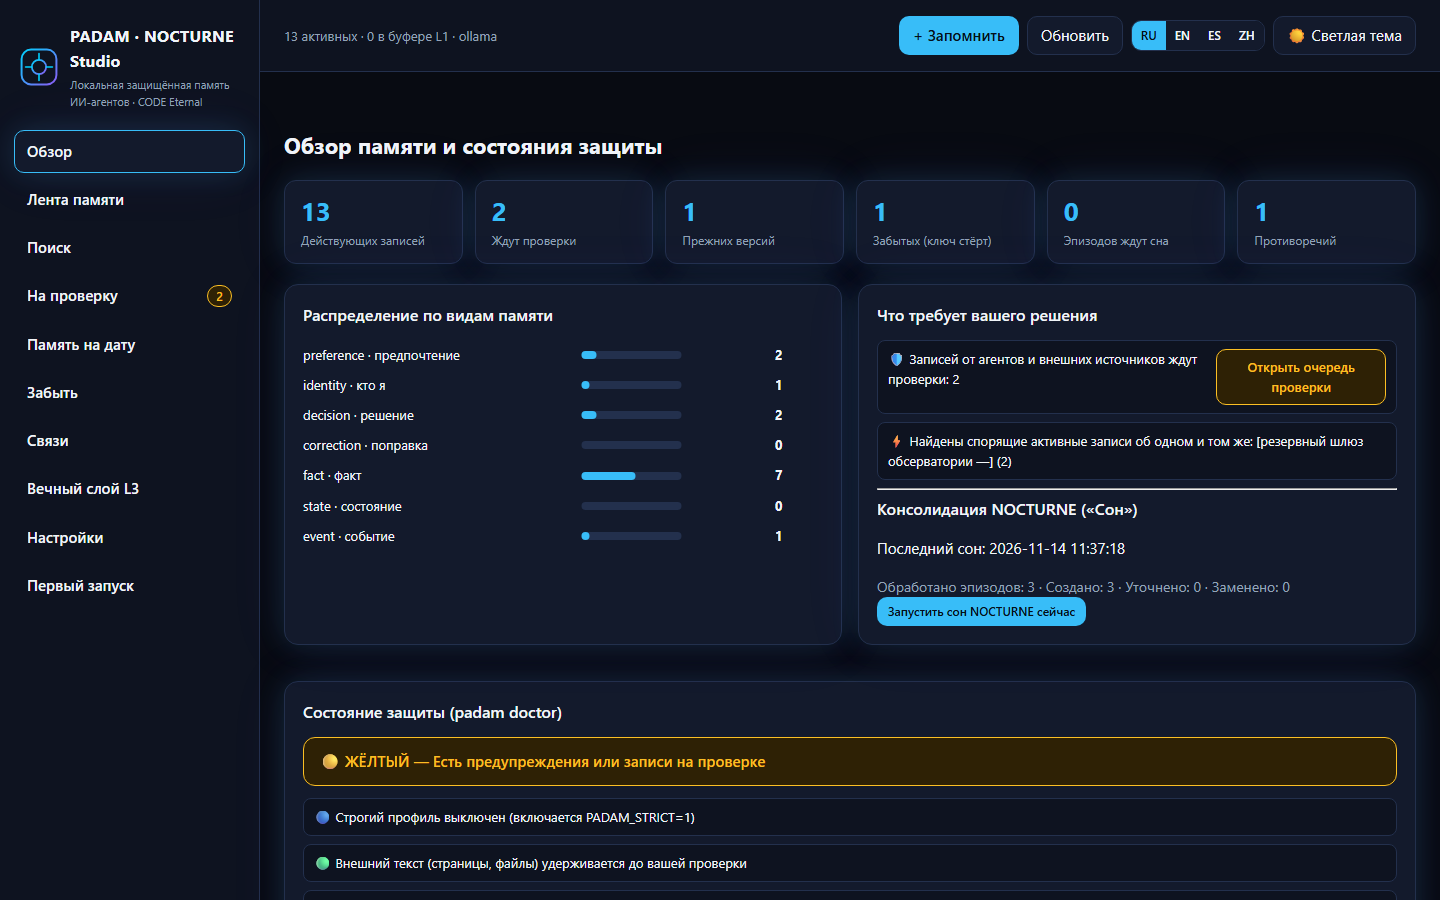 PADAM · NOCTURNE
Studio
Локальная защищённая память
ИИ-агентов · CODE Eternal
Обзор
Лента памяти
Поиск
На проверку
2
Память на дату
Забыть
Связи
Вечный слой L3
Настройки
Первый запуск
13 активных · 0 в буфере L1 · ollama
+ Запомнить
Обновить
RU
EN
ES
ZH
Светлая тема
Обзор памяти и состояния защиты
13
Действующих записей
2
Ждут проверки
1
Прежних версий
1
Забытых (ключ стёрт)
0
Эпизодов ждут сна
1
Противоречий
Распределение по видам памяти
preference · предпочтение 2
identity · кто я 1
decision · решение 2
correction · поправка 0
fact · факт 7
state · состояние 0
event · событие 1
Что требует вашего решения
Записей от агентов и внешних источников ждут
проверки: 2
Открыть очередь
проверки
Найдены спорящие активные записи об одном и том же: [резервный шлюз
обсерватории —] (2)
Консолидация NOCTURNE («Сон»)
Последний сон: 2026-11-14 11:37:18
Обработано эпизодов: 3 · Создано: 3 · Уточнено: 0 · Заменено: 0
Запустить сон NOCTURNE сейчас
Состояние защиты (padam doctor)
ЖЁЛТЫЙ — Есть предупреждения или записи на проверке
Строгий профиль выключен (включается PADAM_STRICT=1)
Внешний текст (страницы, файлы) удерживается до вашей проверки